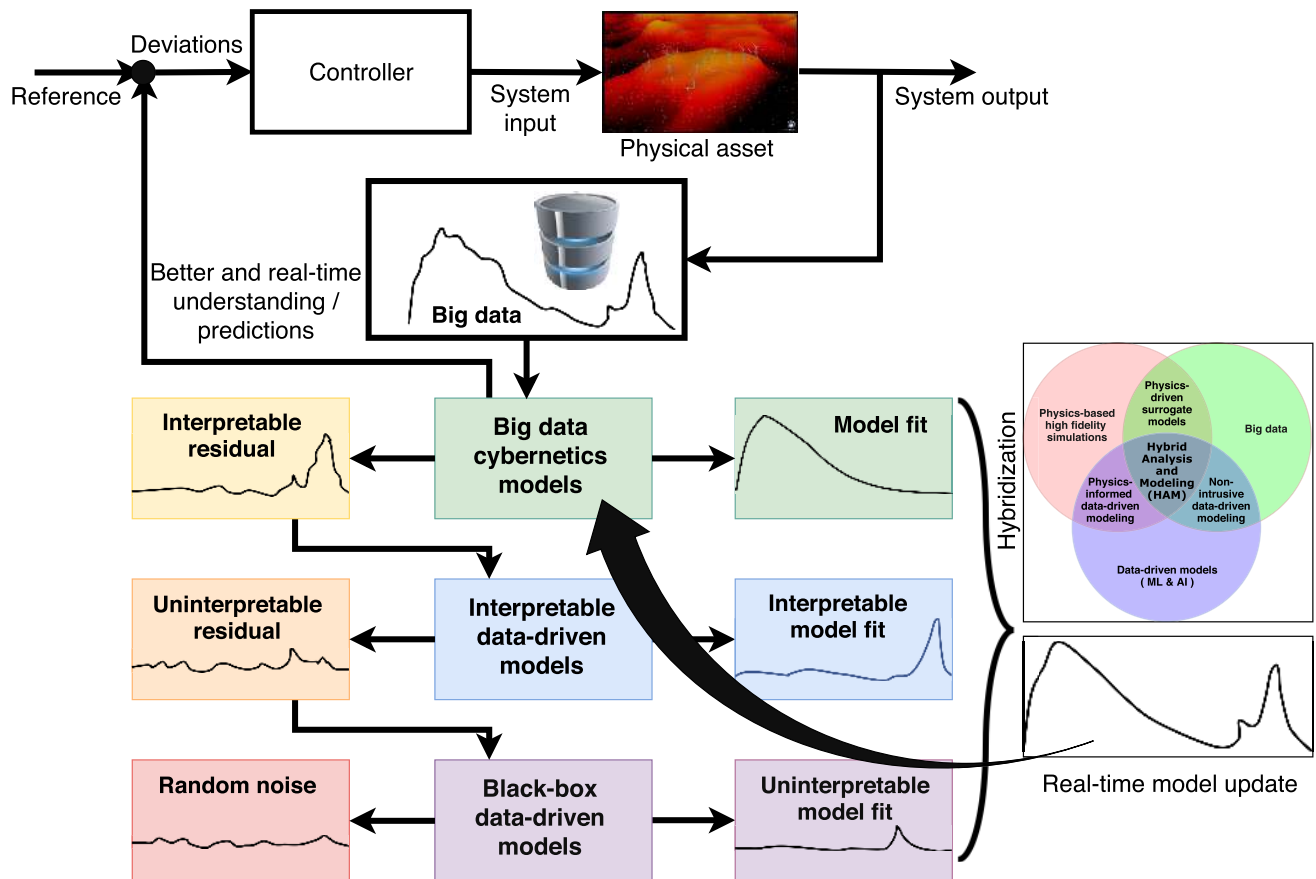 Deviations
Reference
Controller
System
input
Physical asset
System output
Better and real-time
understanding /
predictions
Big data
Interpretable
residual
Big data
cybernetics
models
Model fit
Uninterpretable
residual
Interpretable
data-driven
models
Interpretable
model fit
Random noise
Black-box
data-driven
models
Uninterpretable
model fit
Hybridization
Physics-based
high fidelity
simulations
Physics-
driven
surrogate
models
Big data
Hybrid
Analysis
and
Modeling
(HAM)
Physics-
informed
data-driven
modeling
Non-
intrusive
data-driven
modeling
Data-driven models
( ML & AI )
Real-time model update